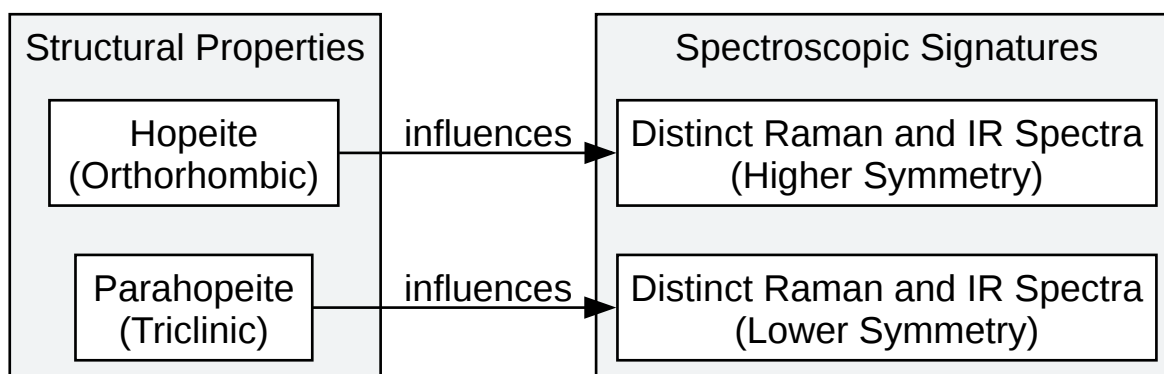 Structural Properties
Spectroscopic Signatures
Hopeite
(Orthorhombic)
influences
Distinct Raman and IR Spectra
(Higher Symmetry)
Parahopeite
(Triclinic)
influences
Distinct Raman and IR Spectra
(Lower Symmetry)